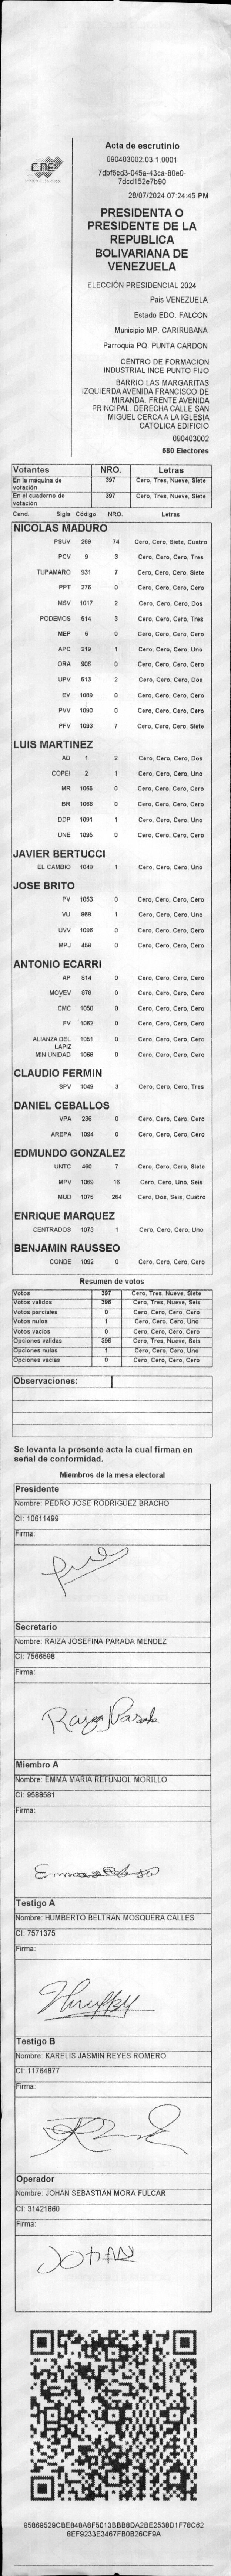 CNE
Acta de escrutinio
090403002.03.1.0001
7dbf6cd3-045a-43ca-80e0-
7dcd152e7b90
28/07/2024 07:24:45 PM
PRESIDENTA O
PRESIDENTE DE LA
REPUBLICA
BOLIVARIANA DE
VENEZUELA
ELECCIÓN PRESIDENCIAL 2024
País VENEZUELA
Estado EDO. FALCON
Municipio MP. CARIRUBANA
Parroquia PQ. PUNTA CARDON
CENTRO DE FORMACION
INDUSTRIAL INCE PUNTO FIJO
BARRIO LAS MARGARITAS
IZQUIERDA AVENIDA FRANCISCO DE
MIRANDA. FRENTE AVENIDA
PRINCIPAL. DERECHA CALLE SAN
MIGUEL CERCA A LA IGLESIA
CATOLICA EDIFICIO
090403002
680 Electores
Votantes NRO. Letras
En la máquina de votación 397 Cero, Tres, Nueve, Siete
En el cuaderno de votación 397 Cero, Tres, Nueve, Siete
Cand. Sigla Código NRO. Letras
NICOLAS MADURO
PSUV 269 74 Cero, Cero, Siete, Cuatro
PCV 9 3 Cero, Cero, Cero, Tres
TUPAMARO 931 7 Cero, Cero, Cero, Siete
PPT 276 0 Cero, Cero, Cero, Cero
MSV 1017 2 Cero, Cero, Cero, Dos
PODEMOS 514 3 Cero, Cero, Cero, Tres
MEP 6 0 Cero, Cero, Cero, Cero
APC 219 1 Cero, Cero, Cero, Uno
ORA 906 0 Cero, Cero, Cero, Cero
UPV 513 2 Cero, Cero, Cero, Dos
EV 1089 0 Cero, Cero, Cero, Cero
PVV 1090 0 Cero, Cero, Cero, Cero
PFV 1093 7 Cero, Cero, Cero, Siete
LUIS MARTINEZ
AD 1 2 Cero, Cero, Cero, Dos
COPEI 2 1 Cero, Cero, Cero, Uno
MR 1065 0 Cero, Cero, Cero, Cero
BR 1066 0 Cero, Cero, Cero, Cero
DDP 1091 1 Cero, Cero, Cero, Uno
UNE 1095 0 Cero, Cero, Cero, Cero
JAVIER BERTUCCI
EL CAMBIO 1048 1 Cero, Cero, Cero, Uno
JOSE BRITO
PV 1053 0 Cero, Cero, Cero, Cero
VU 968 1 Cero, Cero, Cero, Uno
UVV 1096 0 Cero, Cero, Cero, Cero
MPJ 458 0 Cero, Cero, Cero, Cero
ANTONIO ECARRI
AP 814 0 Cero, Cero, Cero, Cero
MOVEV 878 0 Cero, Cero, Cero, Cero
CMC 1050 0 Cero, Cero, Cero, Cero
FV 1062 0 Cero, Cero, Cero, Cero
ALIANZA DEL LAPIZ 1051 0 Cero, Cero, Cero, Cero
MIN UNIDAD 1068 0 Cero, Cero, Cero, Cero
CLAUDIO FERMIN
SPV 1049 3 Cero, Cero, Cero, Tres
DANIEL CEBALLOS
VPA 236 0 Cero, Cero, Cero, Cero
AREPA 1094 0 Cero, Cero, Cero, Cero
EDMUNDO GONZALEZ
UNTC 480 7 Cero, Cero, Cero, Siete
MPV 1069 16 Cero, Cero, Uno, Seis
MUD 1075 264 Cero, Dos, Seis, Cuatro
ENRIQUE MARQUEZ
CENTRADOS 1073 1 Cero, Cero, Cero, Uno
BENJAMIN RAUSSEO
CONDE 1092 0 Cero, Cero, Cero, Cero
Resumen de votos
Votos 397 Cero, Tres, Nueve, Siete
Votos validos 396 Cero, Tres, Nueve, Seis
Votos parciales 0 Cero, Cero, Cero, Cero
Votos nulos 1 Cero, Cero, Cero, Uno
Votos vacios 0 Cero, Cero, Cero, Cero
Opciones validas 396 Cero, Tres, Nueve, Seis
Opciones nulas 1 Cero, Cero, Cero, Uno
Opciones vacías 0 Cero, Cero, Cero, Cero
Observaciones:
Se levanta la presente acta la cual firman en
señal de conformidad.
Miembros de la mesa electoral
Presidente
Nombre: PEDRO JOSE RODRIGUEZ BRACHO
CI: 10611499
Firma:
Secretario
Nombre: RAIZA JOSEFINA PARADA MENDEZ
CI: 7566598
Firma:
Raiza Parada
Miembro A
Nombre: EMMA MARIA REFUNJOL MORILLO
CI: 9588581
Firma:
Testigo A
Nombre: HUMBERTO BELTRAN MOSQUERA CALLES
CI: 7571375
Firma:
Testigo B
Nombre: KARELIS JASMIN REYES ROMERO
CI: 11764877
Firma:
Operador
Nombre: JOHAN SEBASTIAN MORA FULCAR
CI: 31421860
Firma:
JOHAN
95869529CBE848A8F5013BBB8DA2BE2538D1F78C62
8EF9233E3467FB0B26CF9A